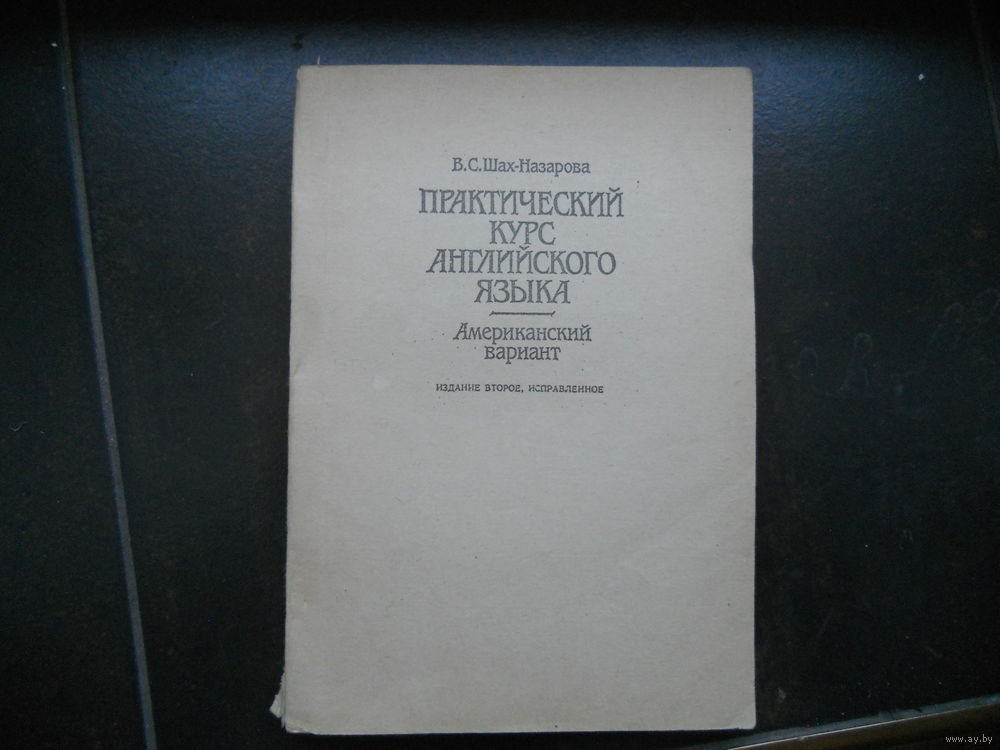 В.С.Шах-Назарова
ПРАКТИЧЕСКИЙ
КУРС
АНГЛИЙСКОГО
ЯЗЫКА
Американский
вариант
ИЗДАНИЕ ВТОРОЕ, ИСПРАВЛЕННОЕ
www.ay.by